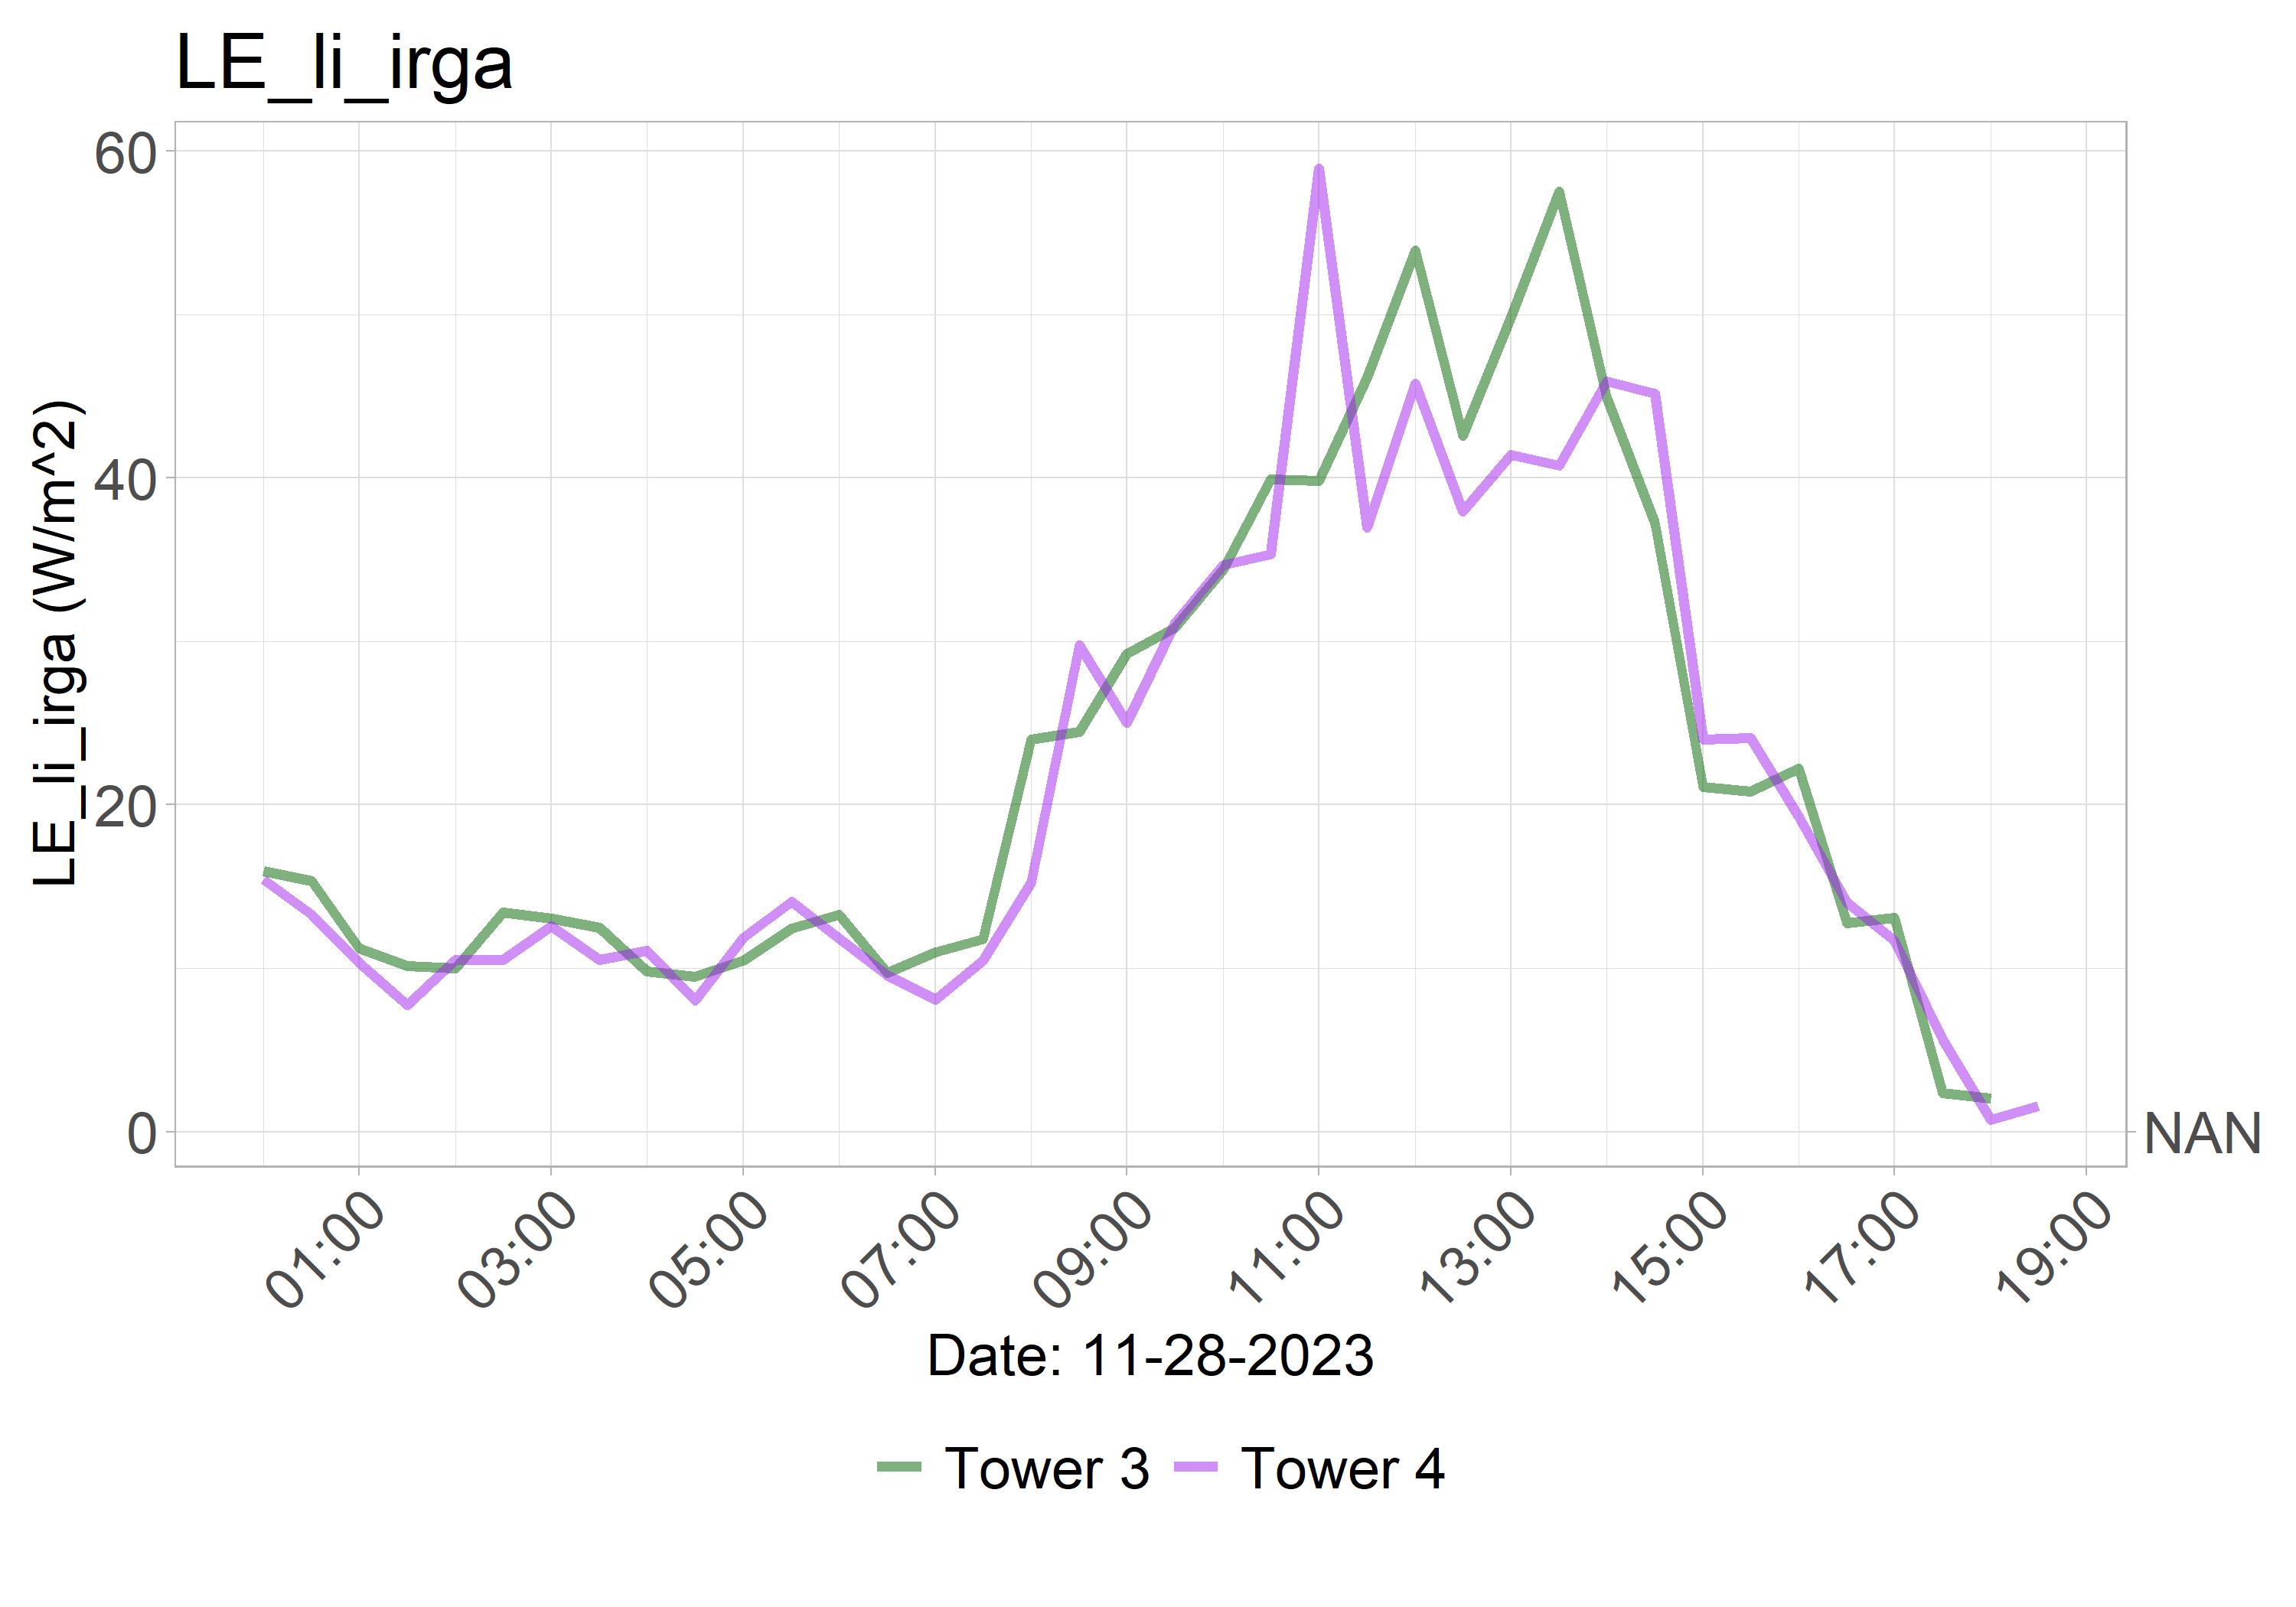 LE_li_irga
LE_li_irga (W/m^2)
60
40
20
0
NAN
01:00 03:00 05:00 07:00 09:00 11:00 13:00 15:00 17:00 19:00
Date: 11-28-2023
Tower 3 Tower 4